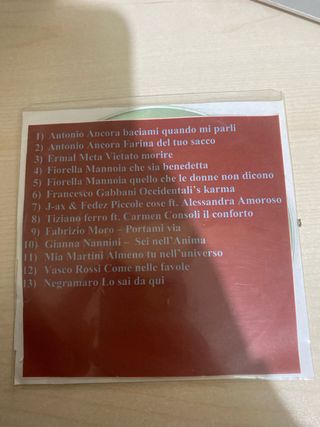 1) Antonio Ancora baciami quando mi parli
2) Antonio Ancora Farina del tuo sacco
3) Ermal Meta Vietato morire
4) Fiorella Mannoia che sia benedetta
5) Fiorella Mannoia quello che le donne non dicono
6) Francesco Gabbani Occidentali's karma
7) J-ax & Fedez Piccole cose ft. Alessandra Amoroso
8) Tiziano ferro ft. Carmen Consoli il conforto
9) Fabrizio Moro – Portami via
10) Gianna Nannini – Sei nell'Anima
11) Mia Martini Almeno tu nell'universo
12) Vasco Rossi Come nelle favole
13) Negramaro Lo sai da qui